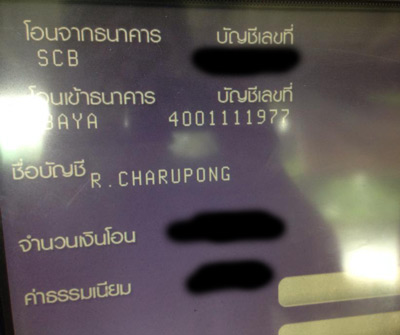 โอนจากธนาคาร บัญชีเลขที่
SCB
โอนเข้าธนาคาร บัญชีเลขที่
BAYA 4001111977
ชื่อบัญชี R.CHARUPONG
จำนวนเงินโอน
ค่าธรรมเนียม